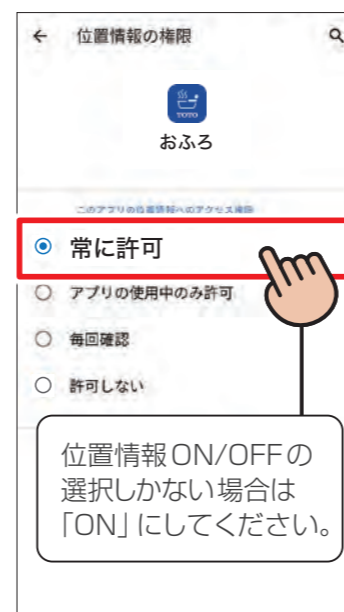 位置情報の権限
TOTO
おふろ
このアプリの位置情報へのアクセス権限
常に許可
アプリの使用中のみ許可
毎回確認
許可しない
位置情報ON/OFFの
選択しかない場合は
「ON」にしてください。